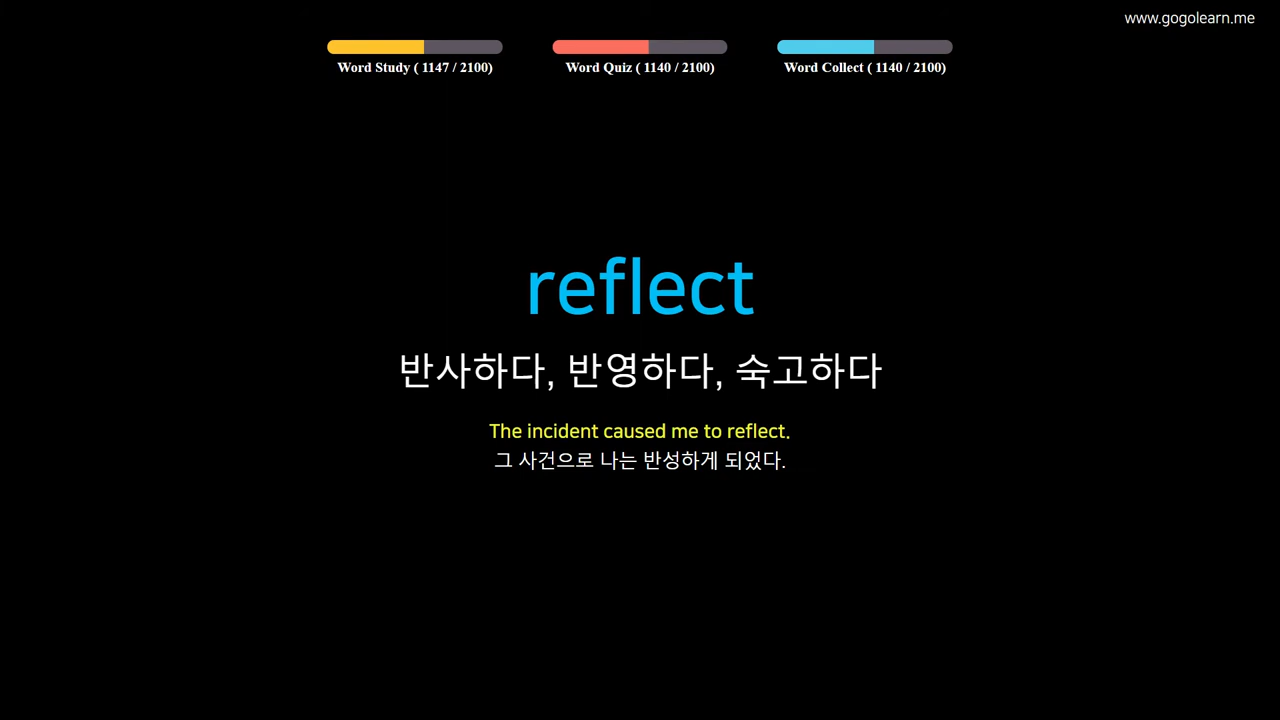 www.gogolearn.me
Word Study ( 1147 / 2100)
Word Quiz ( 1140 / 2100)
Word Collect ( 1140 / 2100)
reflect
반사하다, 반영하다, 숙고하다
The incident caused me to reflect.
그 사건으로 나는 반성하게 되었다.